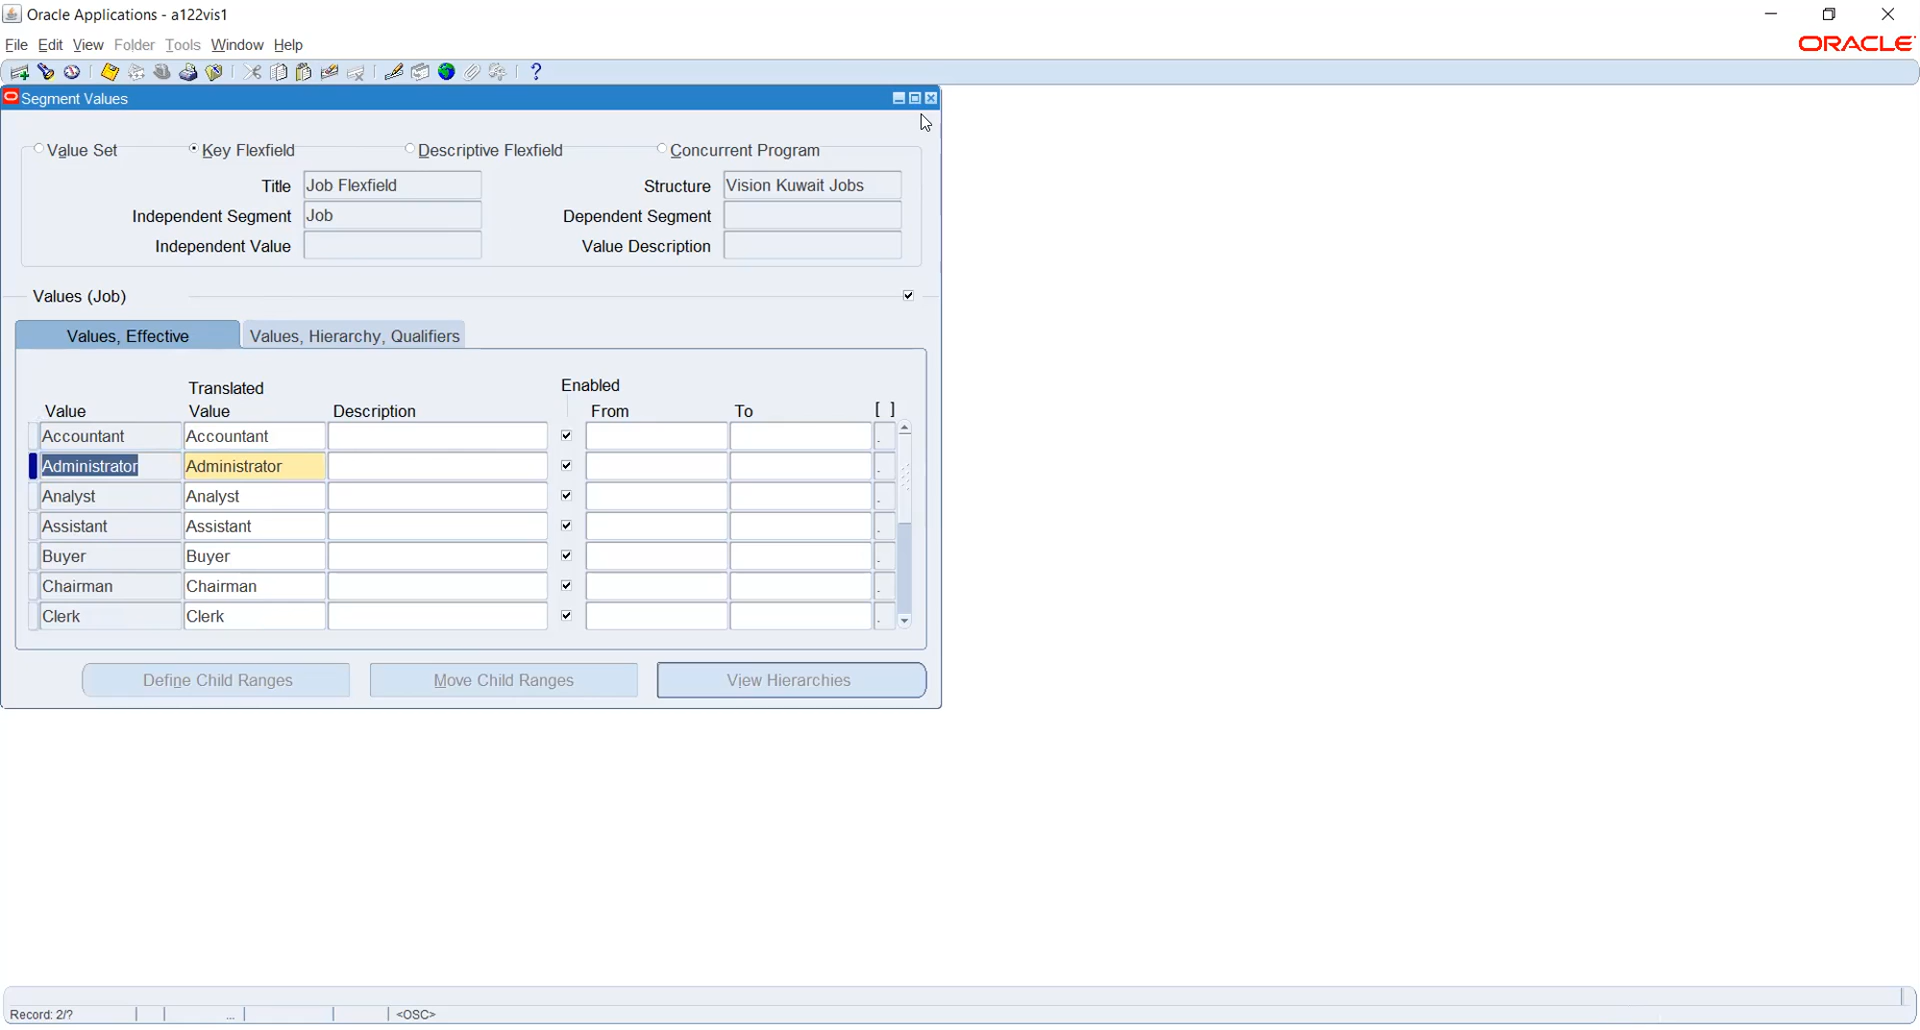 Oracle Applications - a122vis1
File Edit View Folder Tools Window Help
ORACLE
Segment Values
Value Set Key Flexfield Descriptive Flexfield Concurrent Program
Title Job Flexfield Structure Vision Kuwait Jobs
Independent Segment Job Dependent Segment
Independent Value Value Description
Values (Job)
Values, Effective Values, Hierarchy, Qualifiers
Translated Enabled
Value Value Description From To [ ]
Accountant Accountant .
Administrator Administrator .
Analyst Analyst .
Assistant Assistant .
Buyer Buyer .
Chairman Chairman .
Clerk Clerk .
Define Child Ranges Move Child Ranges View Hierarchies
Record: 2/? ... <OSC>